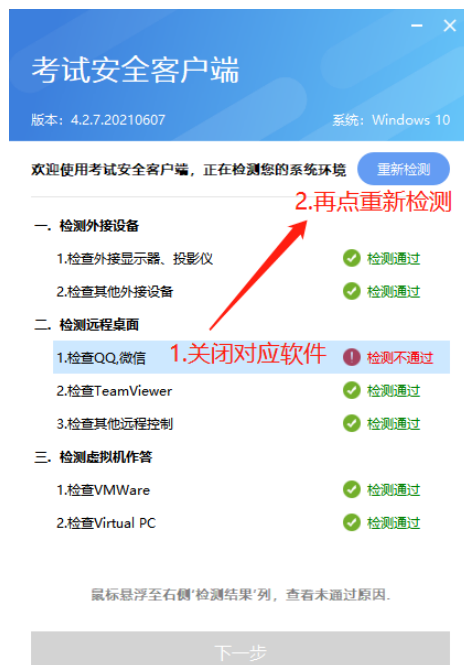 考试安全客户端
版本：4.2.7.20210607 系统：Windows 10
欢迎使用考试安全客户端，正在检测您的系统环境 重新检测
2.再点重新检测
一. 检测外接设备
1.检查外接显示器、投影仪 检测通过
2.检查其他外接设备 检测通过
二. 检测远程桌面
1.检查QQ,微信 1.关闭对应软件 检测不通过
2.检查TeamViewer 检测通过
3.检查其他远程控制 检测通过
三. 检测虚拟机作答
1.检查VMWare 检测通过
2.检查Virtual PC 检测通过
鼠标悬浮至右侧‘检测结果’列，查看未通过原因.
下一步